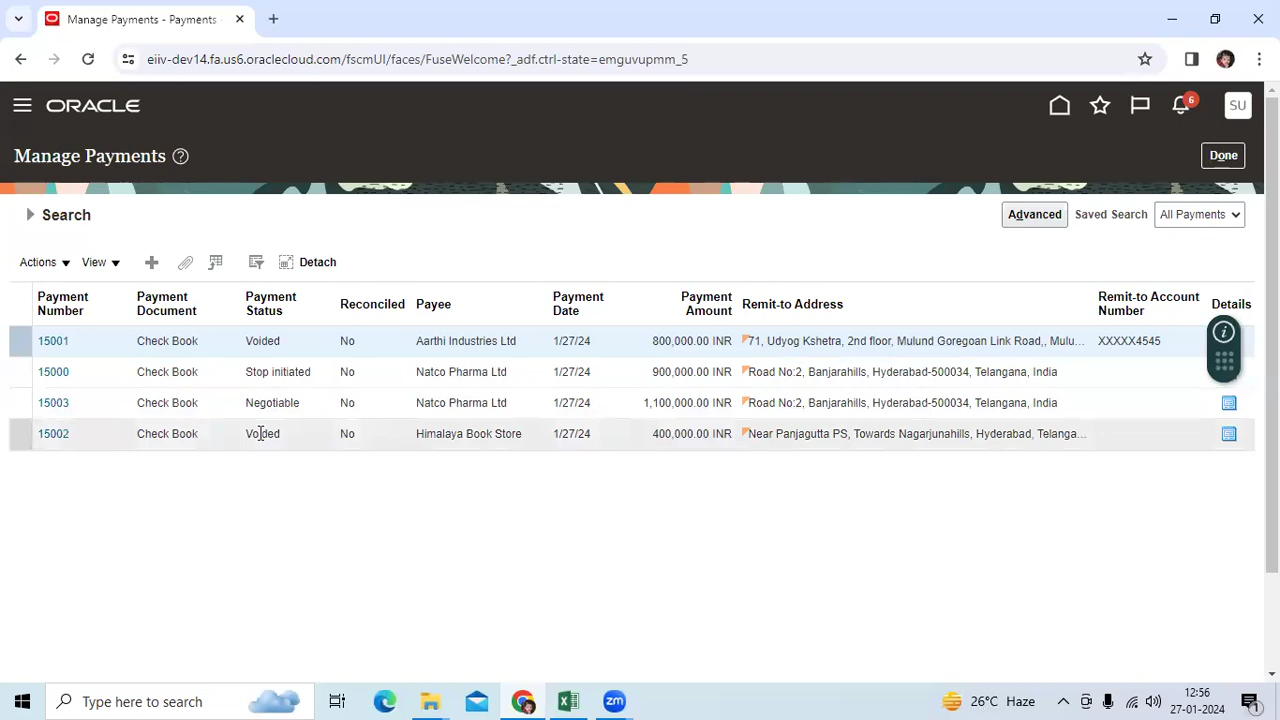 Manage Payments - Payments
eiiv-dev14.fa.us6.oraclecloud.com/fscmUI/faces/FuseWelcome?_adf.ctrl-state=emguvupmm_5
ORACLE
6
SU
Manage Payments
Done
Search
Advanced
Saved Search
All Payments
Actions
View
Detach
Payment Number
Payment Document
Payment Status
Reconciled
Payee
Payment Date
Payment Amount
Remit-to Address
Remit-to Account Number
Details
15001 Check Book Voided No Aarthi Industries Ltd 1/27/24 800,000.00 INR 71, Udyog Kshetra, 2nd floor, Mulund Goregoan Link Road,, Mulu... XXXXX4545
15000 Check Book Stop initiated No Natco Pharma Ltd 1/27/24 900,000.00 INR Road No:2, Banjarahills, Hyderabad-500034, Telangana, India
15003 Check Book Negotiable No Natco Pharma Ltd 1/27/24 1,100,000.00 INR Road No:2, Banjarahills, Hyderabad-500034, Telangana, India
15002 Check Book Voided No Himalaya Book Store 1/27/24 400,000.00 INR Near Panjagutta PS, Towards Nagarjunahills, Hyderabad, Telanga...
Type here to search
zm
26°C Haze
12:56
27-01-2024
1